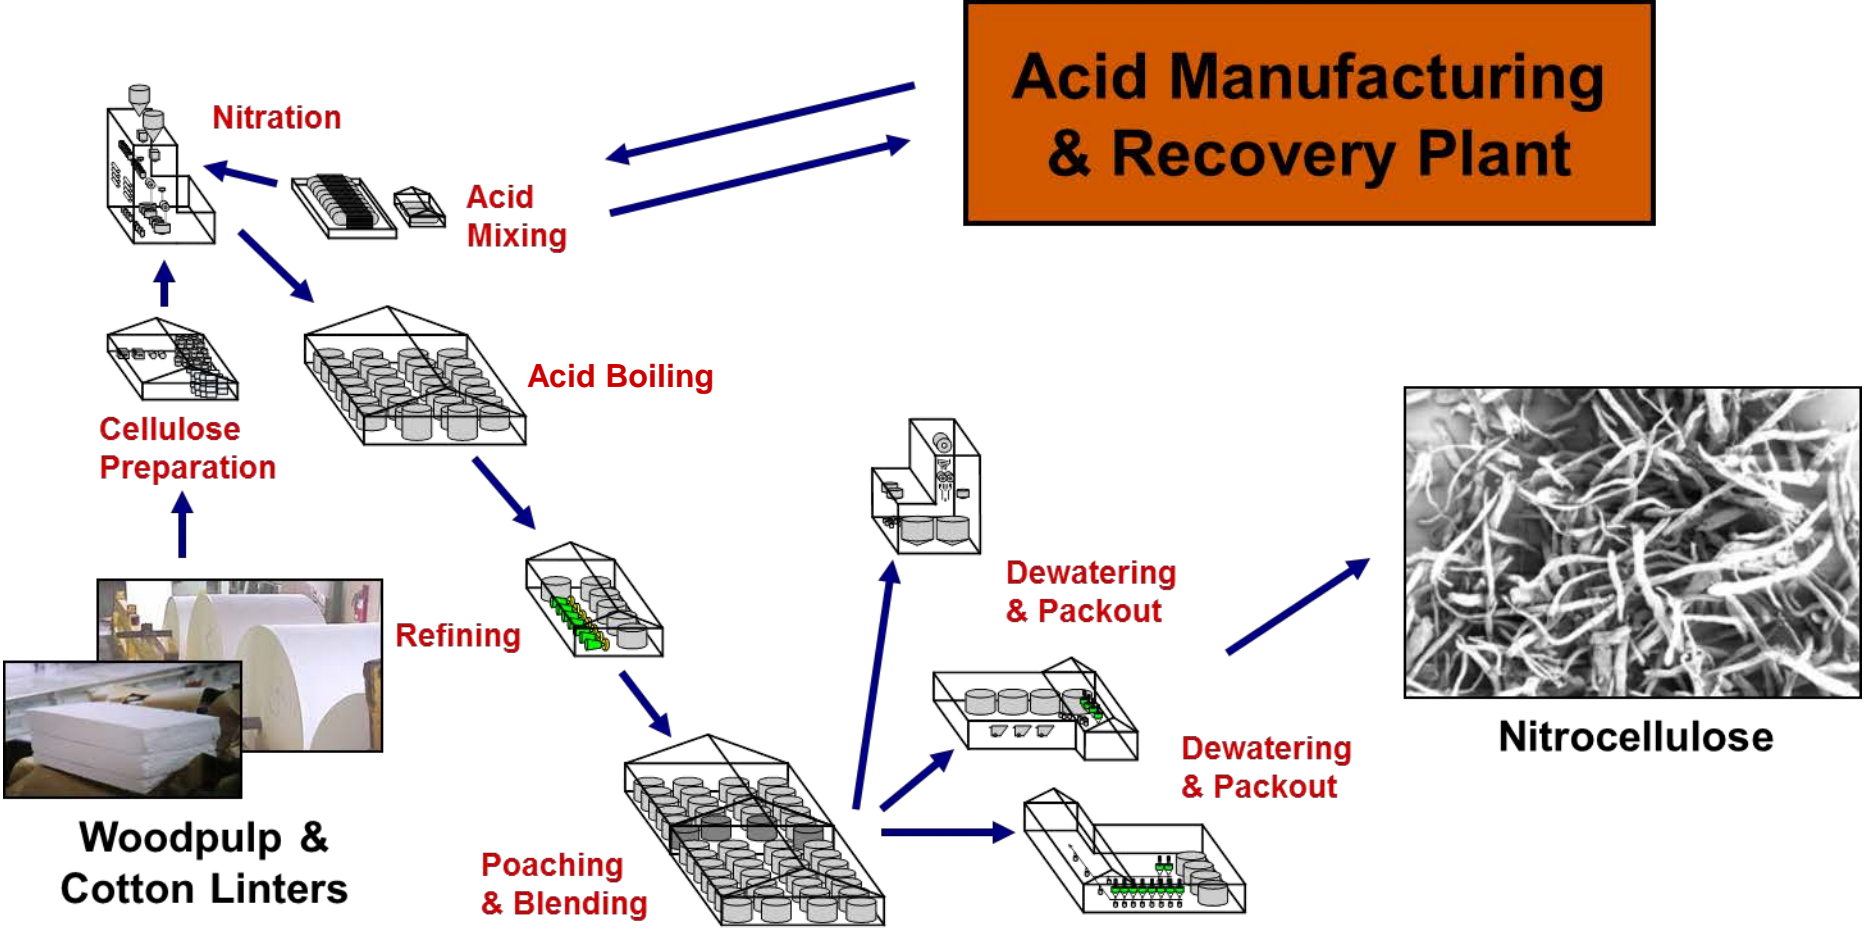 Acid Manufacturing
& Recovery Plant
Nitration
Acid
Mixing
Acid Boiling
Cellulose
Preparation
Dewatering
& Packout
Refining
Dewatering
& Packout
Nitrocellulose
Woodpulp &
Cotton Linters
Poaching
& Blending